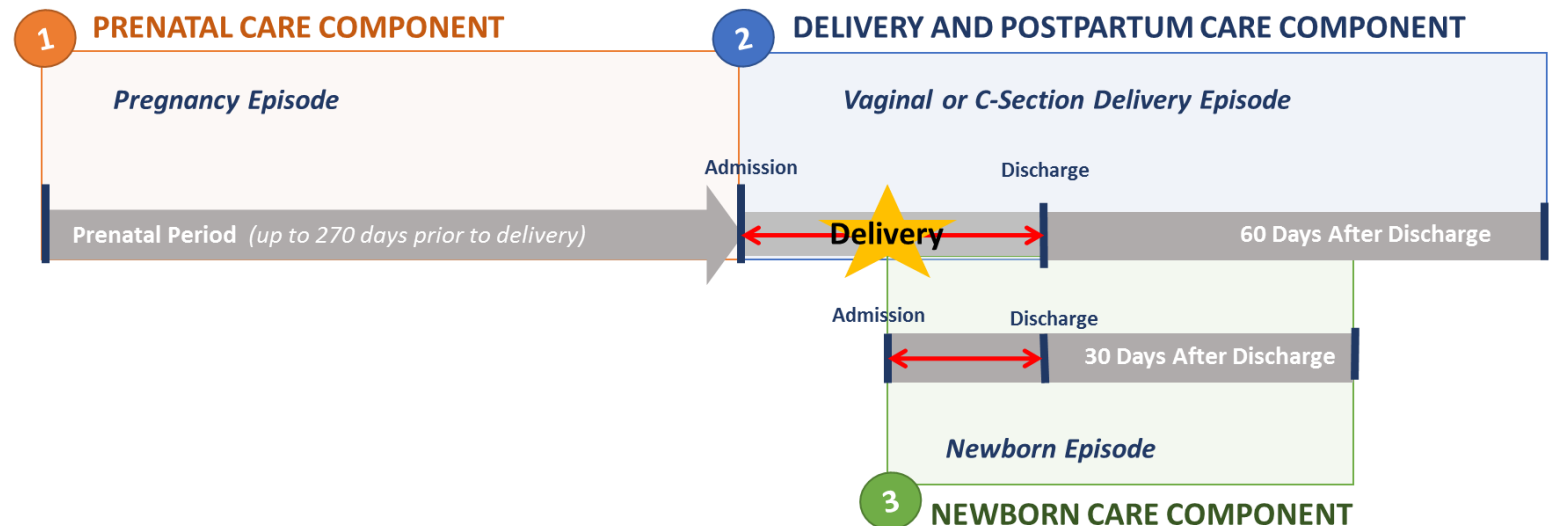 1 PRENATAL CARE COMPONENT
2 DELIVERY AND POSTPARTUM CARE COMPONENT
Pregnancy Episode
Vaginal or C-Section Delivery Episode
Admission
Discharge
Prenatal Period (up to 270 days prior to delivery)
Delivery
60 Days After Discharge
Admission
Discharge
30 Days After Discharge
Newborn Episode
3 NEWBORN CARE COMPONENT